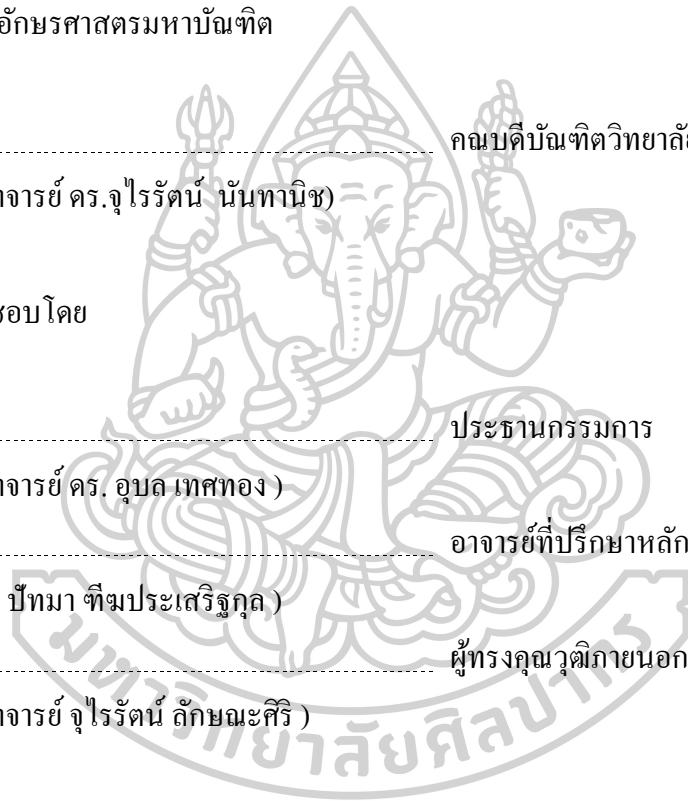 อักษรศาสตรมหาบัณฑิต
คณบดีบัณฑิตวิทยาลัย
าจารย์ ดร.จุไรรัตน์ นันทานิช)
สอบโดย
ประธานกรรมการ
าจารย์ ดร. อุบล เทศทอง )
อาจารย์ที่ปรึกษาหลัก
ปัทมา ฑีฆประเสริฐกุล )
ผู้ทรงคุณวุฒิภายนอก
าจารย์ จุไรรัตน์ ลักษณะศิริ )
มหาวิทยาลัยศิลปากร